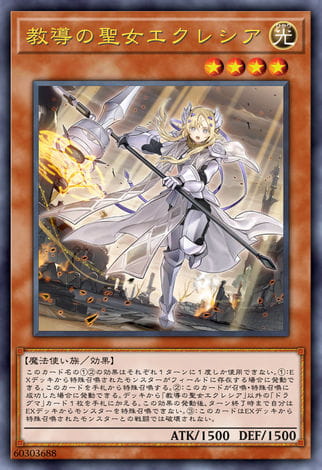 教導の聖女エクレシア
光
【魔法使い族／効果】
このカード名の①②の効果はそれぞれ１ターンに１度しか使用できない。①：E
Xデッキから特殊召喚されたモンスターがフィールドに存在する場合に発動で
きる。このカードを手札から特殊召喚する。②：このカードが召喚・特殊召喚に
成功した場合に発動できる。デッキから「教導の聖女エクレシア」以外の「ドラ
グマ」カード１枚を手札に加える。この効果の発動後、ターン終了時まで自分は
EXデッキからモンスターを特殊召喚できない。③：このカードはEXデッキから
特殊召喚されたモンスターとの戦闘では破壊されない。
ATK/1500 DEF/1500
60303688